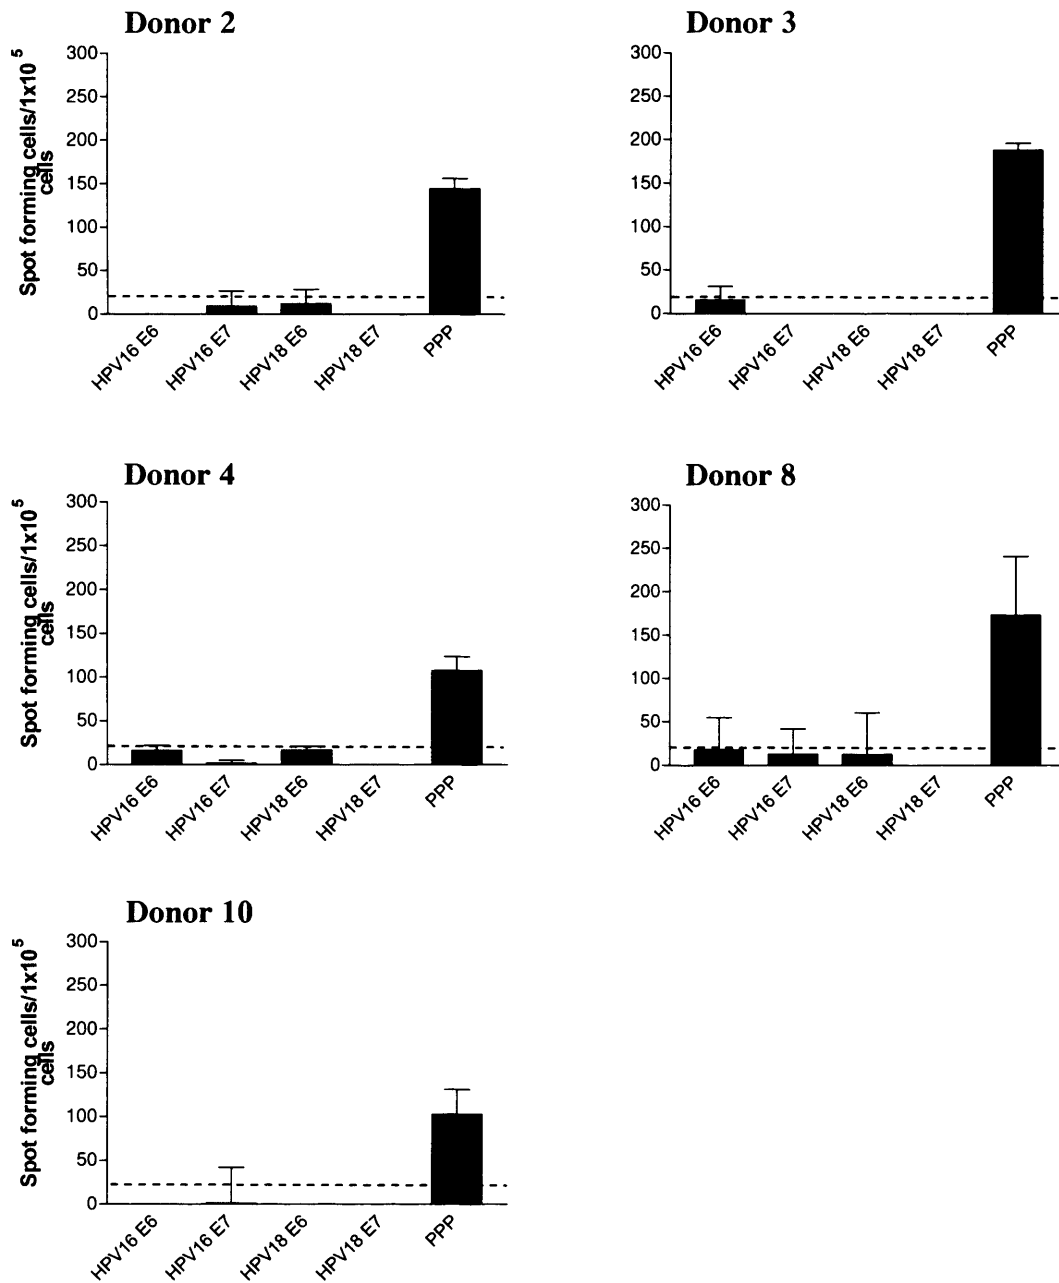 Donor 2
Spot forming cells/1x10^5
cells
300
250
200
150
100
50
0
HPV16 E6
HPV16 E7
HPV18 E6
HPV18 E7
PPP
Donor 3
300
250
200
150
100
50
0
HPV16 E6
HPV16 E7
HPV18 E6
HPV18 E7
PPP
Donor 4
Spot forming cells/1x10^5
cells
300
250
200
150
100
50
0
HPV16 E6
HPV16 E7
HPV18 E6
HPV18 E7
PPP
Donor 8
300
250
200
150
100
50
0
HPV16 E6
HPV16 E7
HPV18 E6
HPV18 E7
PPP
Donor 10
Spot forming cells/1x10^5
cells
300
250
200
150
100
50
0
HPV16 E6
HPV16 E7
HPV18 E6
HPV18 E7
PPP